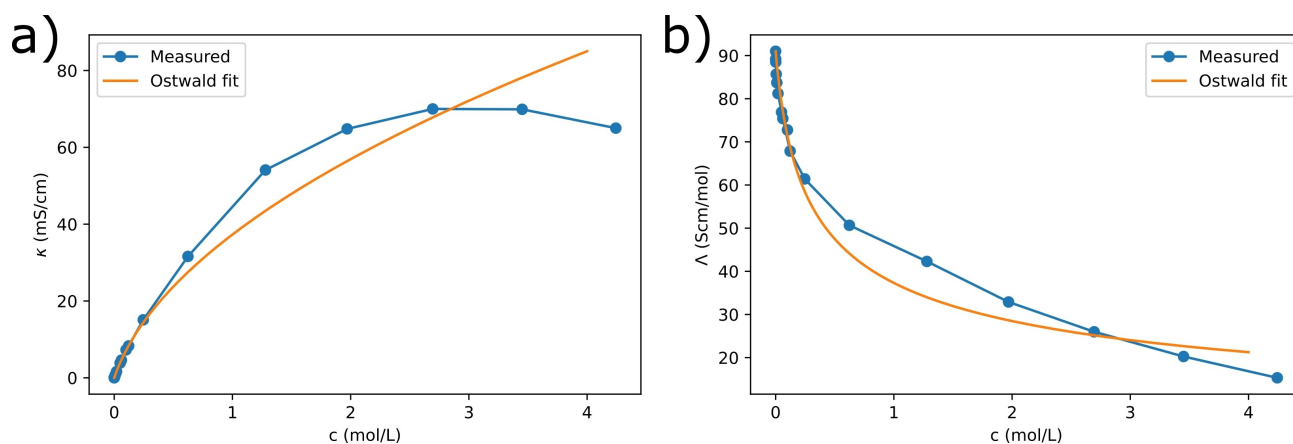 a)
Measured
Ostwald fit
80
60
40
20
0
κ (mS/cm)
0 1 2 3 4
c (mol/L)
b)
Measured
Ostwald fit
90
80
70
60
50
40
30
20
Λ (Scm/mol)
0 1 2 3 4
c (mol/L)